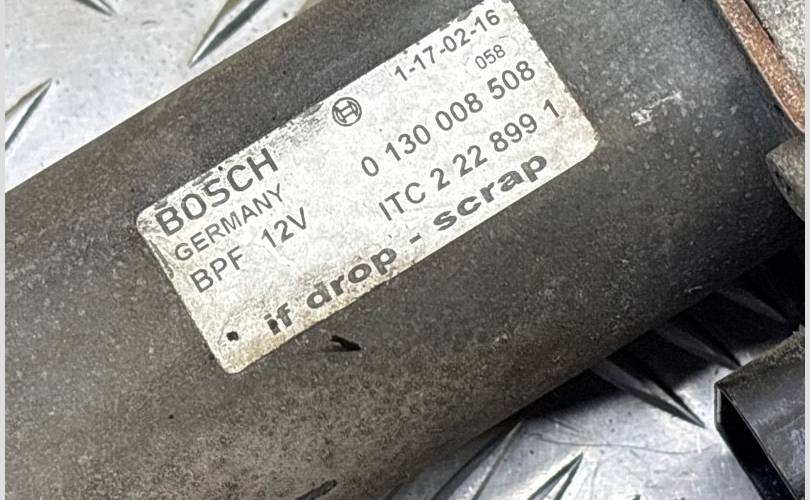 1-17-02-16
058
BOSCH
0 130 008 508
GERMANY
BPF 12V
ITC 2 22 899 1
if drop - scrap